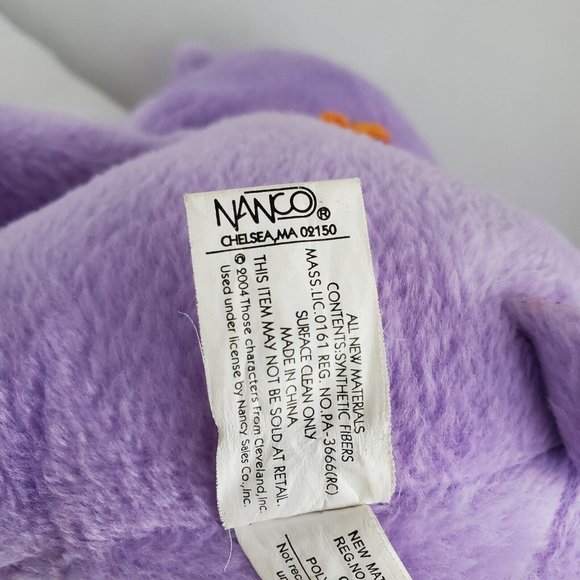 NANCO®
CHELSEA, MA 02150
ALL NEW MATERIALS
CONTENTS:SYNTHETIC FIBERS
MASS.LIC.0161 REG. NO.PA-3666(RC)
SURFACE CLEAN ONLY
MADE IN CHINA
THIS ITEM MAY NOT BE SOLD AT RETAIL.
© 2004 Those characters From Cleveland,Inc.
Used under license by Nancy Sales Co.,Inc.
NEW MAT
REG.NO
POLY
Not rec